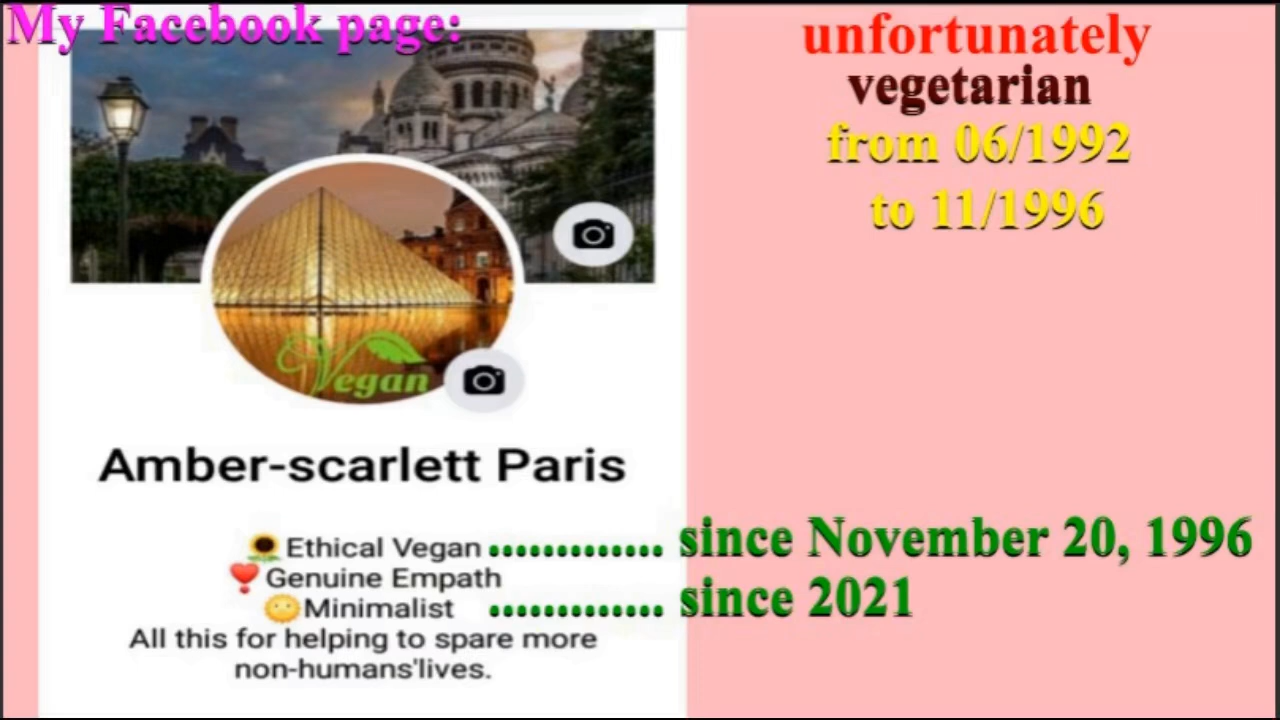 My Facebook page:
unfortunately
vegetarian
from 06/1992
to 11/1996
Vegan
Amber-scarlett Paris
🌻Ethical Vegan............. since November 20, 1996
❣️Genuine Empath
🌝Minimalist ............. since 2021
All this for helping to spare more
non-humans'lives.